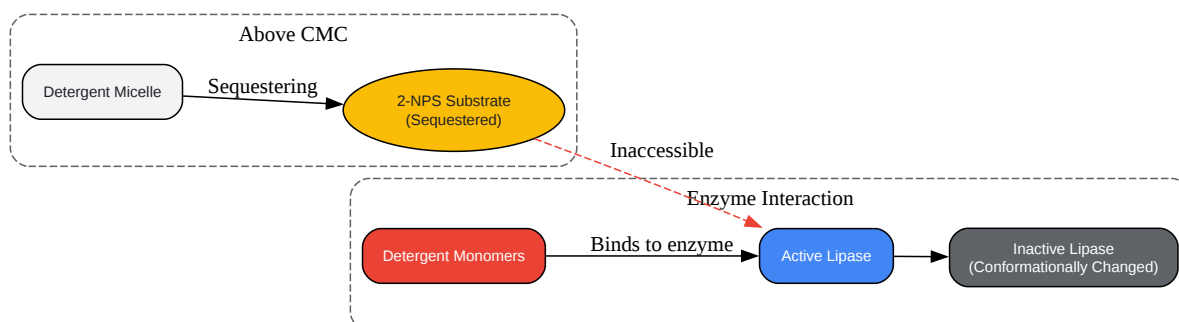 Above CMC
Detergent Micelle
Sequestering
2-NPS Substrate
(Sequestered)
Inaccessible
Enzyme Interaction
Detergent Monomers
Binds to enzyme
Active Lipase
Inactive Lipase
(Conformationally Changed)